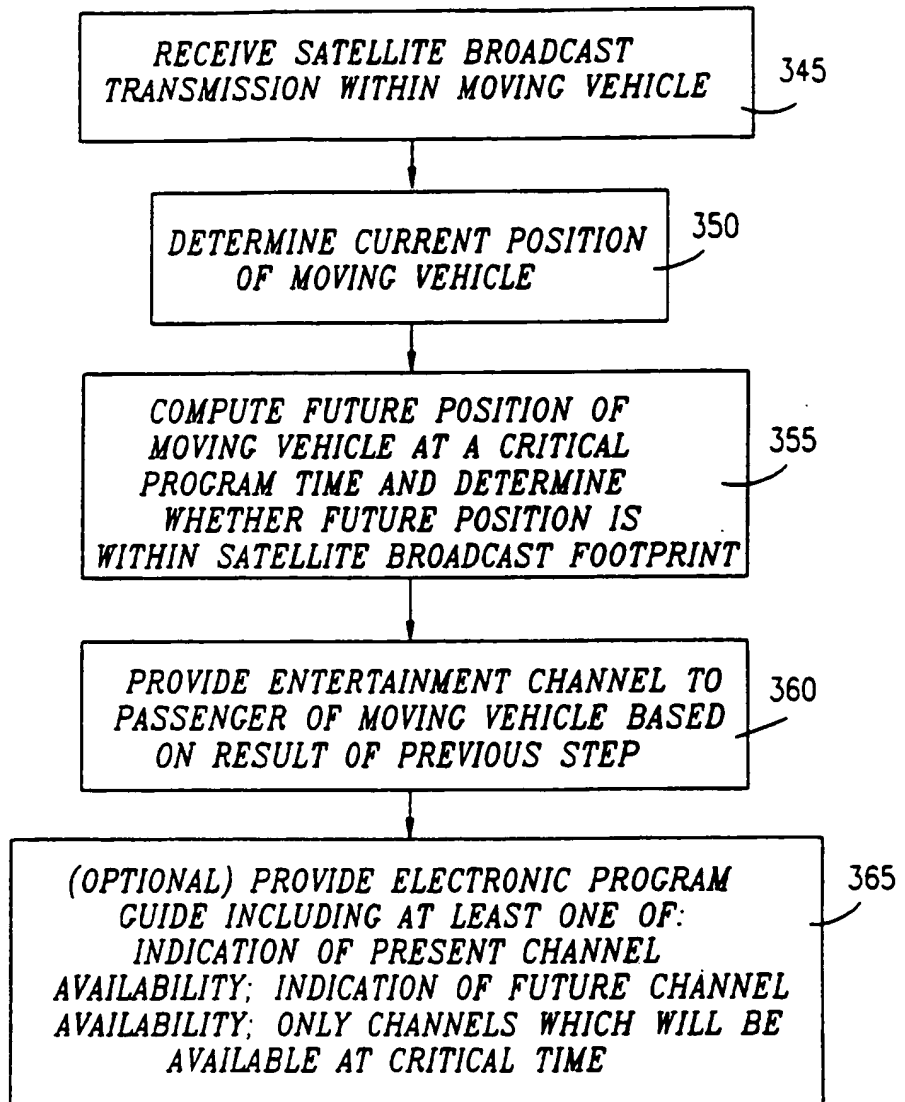 RECEIVE SATELLITE BROADCAST
TRANSMISSION WITHIN MOVING VEHICLE
345
DETERMINE CURRENT POSITION
OF MOVING VEHICLE
350
COMPUTE FUTURE POSITION OF
MOVING VEHICLE AT A CRITICAL
PROGRAM TIME AND DETERMINE
WHETHER FUTURE POSITION IS
WITHIN SATELLITE BROADCAST FOOTPRINT
355
PROVIDE ENTERTAINMENT CHANNEL TO
PASSENGER OF MOVING VEHICLE BASED
ON RESULT OF PREVIOUS STEP
360
(OPTIONAL) PROVIDE ELECTRONIC PROGRAM
GUIDE INCLUDING AT LEAST ONE OF:
INDICATION OF PRESENT CHANNEL
AVAILABILITY; INDICATION OF FUTURE CHANNEL
AVAILABILITY; ONLY CHANNELS WHICH WILL BE
AVAILABLE AT CRITICAL TIME
365